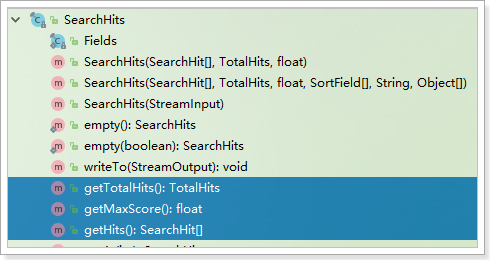 SearchHits
Fields
SearchHits(SearchHit[], TotalHits, float)
SearchHits(SearchHit[], TotalHits, float, SortField[], String, Object[])
SearchHits(StreamInput)
empty(): SearchHits
empty(boolean): SearchHits
writeTo(StreamOutput): void
getTotalHits(): TotalHits
getMaxScore(): float
getHits(): SearchHit[]